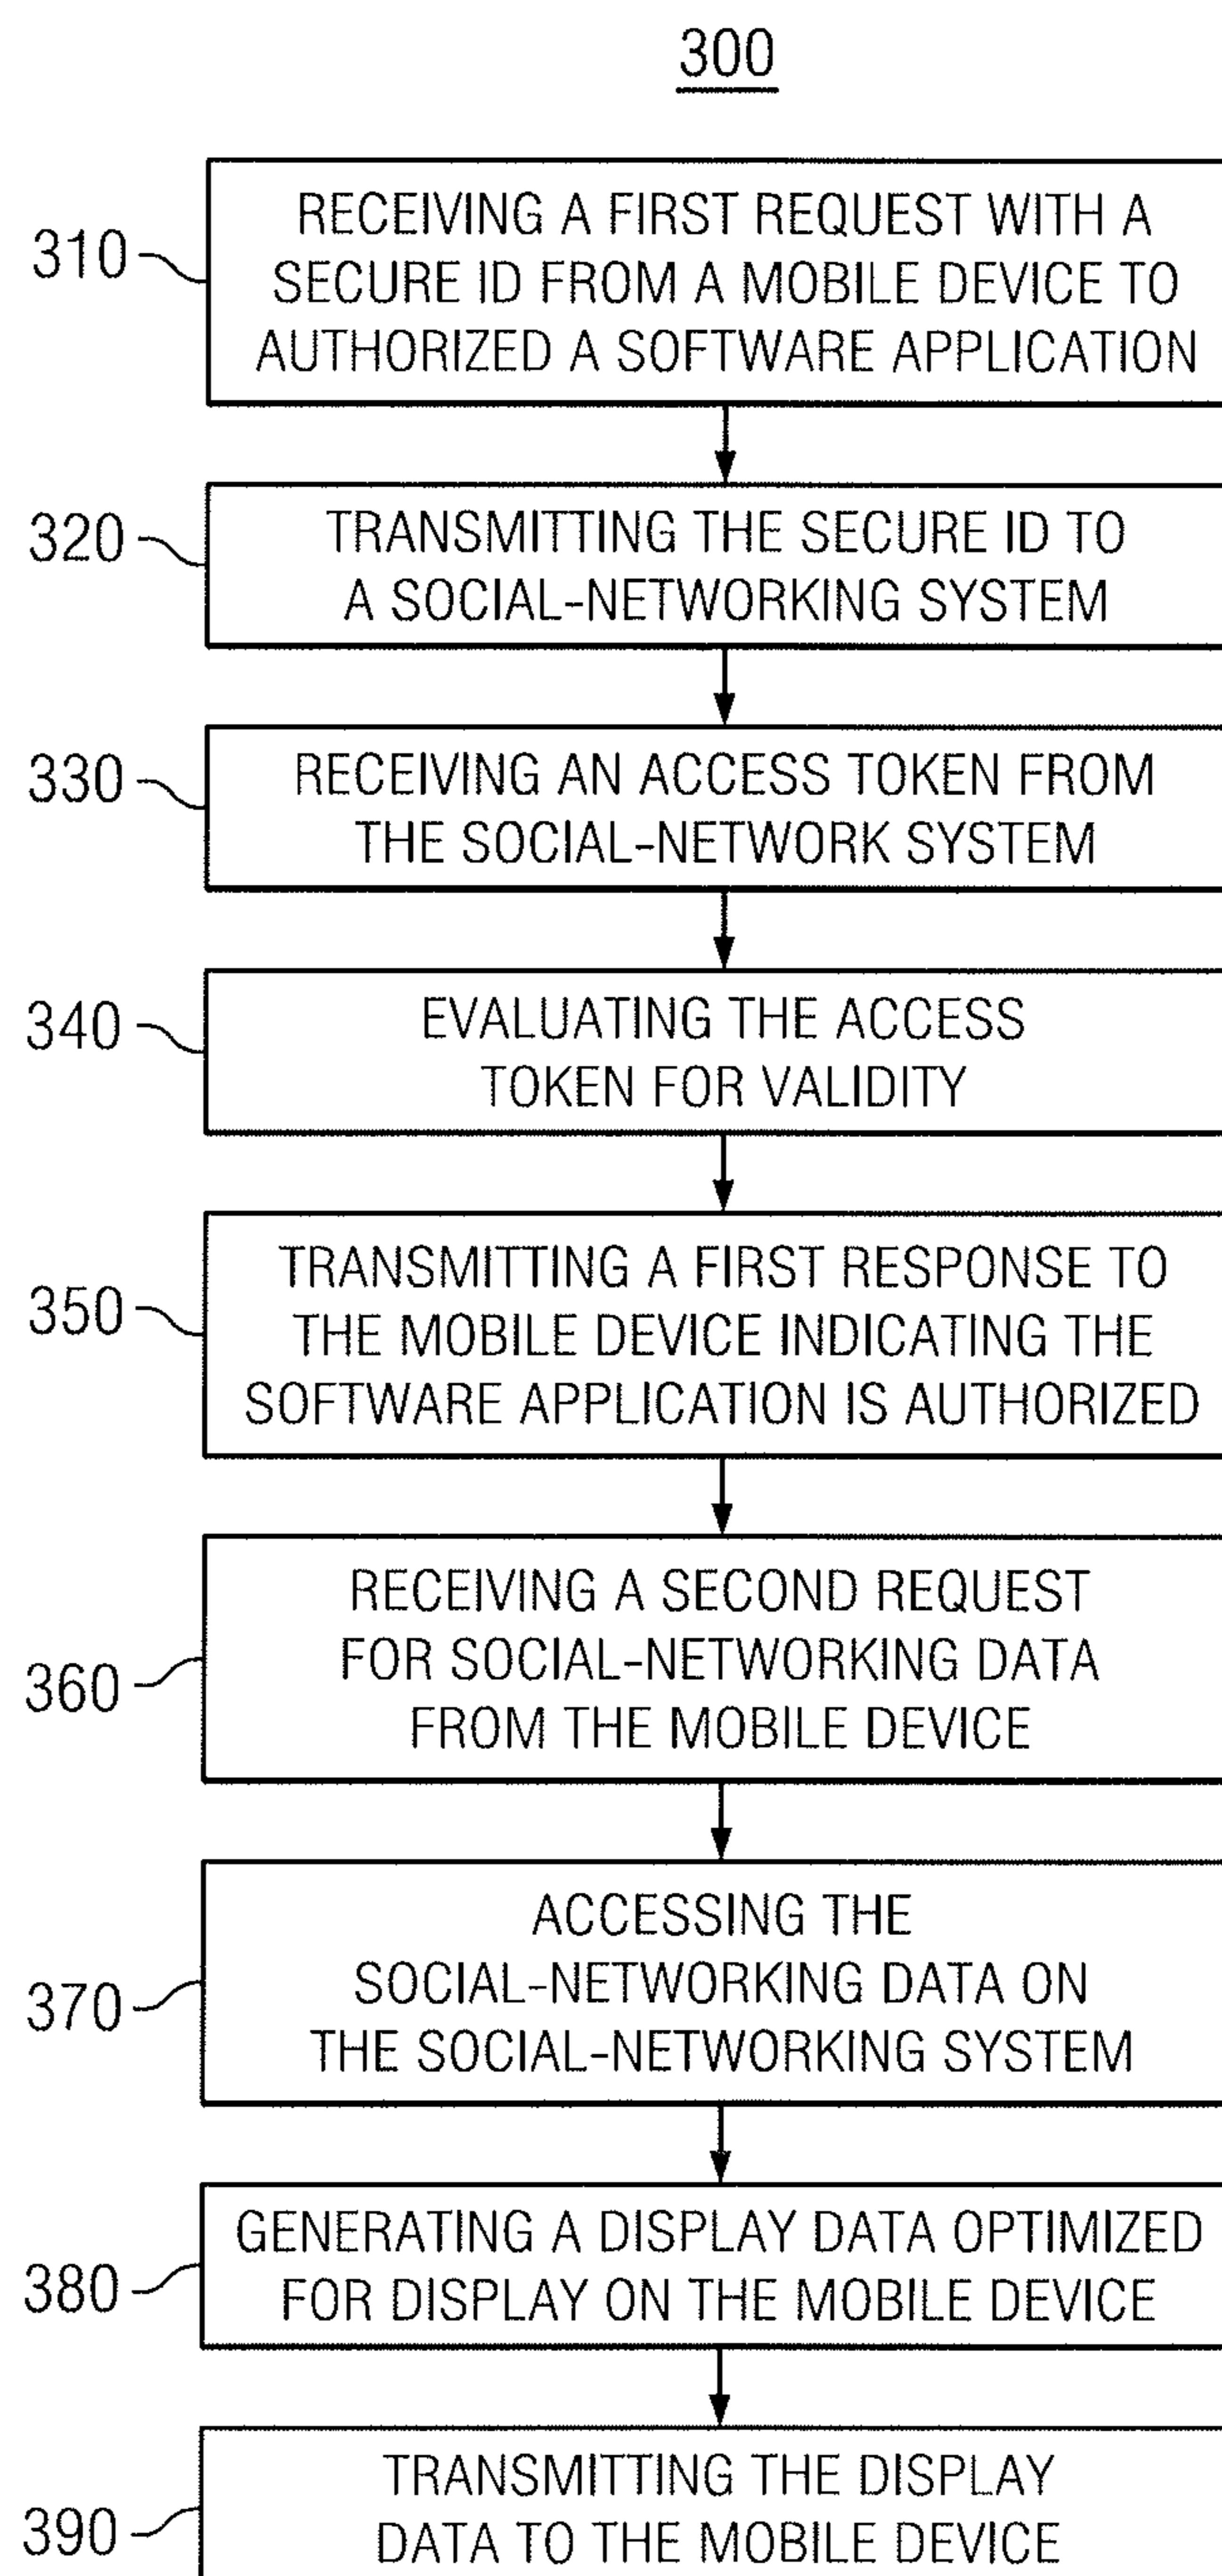 300
310
RECEIVING A FIRST REQUEST WITH A
SECURE ID FROM A MOBILE DEVICE TO
AUTHORIZED A SOFTWARE APPLICATION
320
TRANSMITTING THE SECURE ID TO
A SOCIAL-NETWORKING SYSTEM
330
RECEIVING AN ACCESS TOKEN FROM
THE SOCIAL-NETWORK SYSTEM
340
EVALUATING THE ACCESS
TOKEN FOR VALIDITY
350
TRANSMITTING A FIRST RESPONSE TO
THE MOBILE DEVICE INDICATING THE
SOFTWARE APPLICATION IS AUTHORIZED
360
RECEIVING A SECOND REQUEST
FOR SOCIAL-NETWORKING DATA
FROM THE MOBILE DEVICE
370
ACCESSING THE
SOCIAL-NETWORKING DATA ON
THE SOCIAL-NETWORKING SYSTEM
380
GENERATING A DISPLAY DATA OPTIMIZED
FOR DISPLAY ON THE MOBILE DEVICE
390
TRANSMITTING THE DISPLAY
DATA TO THE MOBILE DEVICE